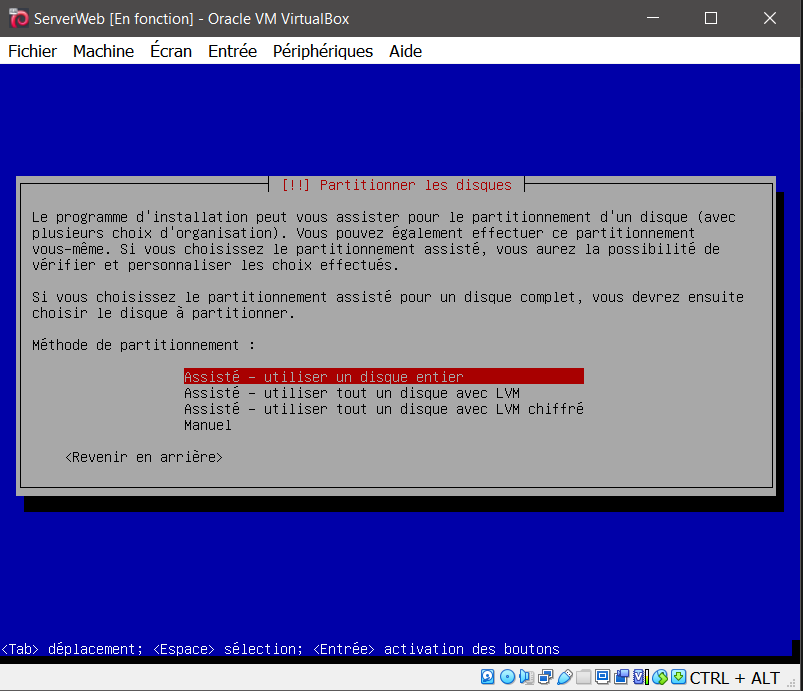 ServerWeb [En fonction] - Oracle VM VirtualBox
Fichier Machine Écran Entrée Périphériques Aide
[!!] Partitionner les disques
Le programme d'installation peut vous assister pour le partitionnement d'un disque (avec
plusieurs choix d'organisation). Vous pouvez également effectuer ce partitionnement
vous-même. Si vous choisissez le partitionnement assisté, vous aurez la possibilité de
vérifier et personnaliser les choix effectués.
Si vous choisissez le partitionnement assisté pour un disque complet, vous devrez ensuite
choisir le disque à partitionner.
Méthode de partitionnement :
Assisté - utiliser un disque entier
Assisté - utiliser tout un disque avec LVM
Assisté - utiliser tout un disque avec LVM chiffré
Manuel
<Revenir en arrière>
<Tab> déplacement; <Espace> sélection; <Entrée> activation des boutons
CTRL + ALT